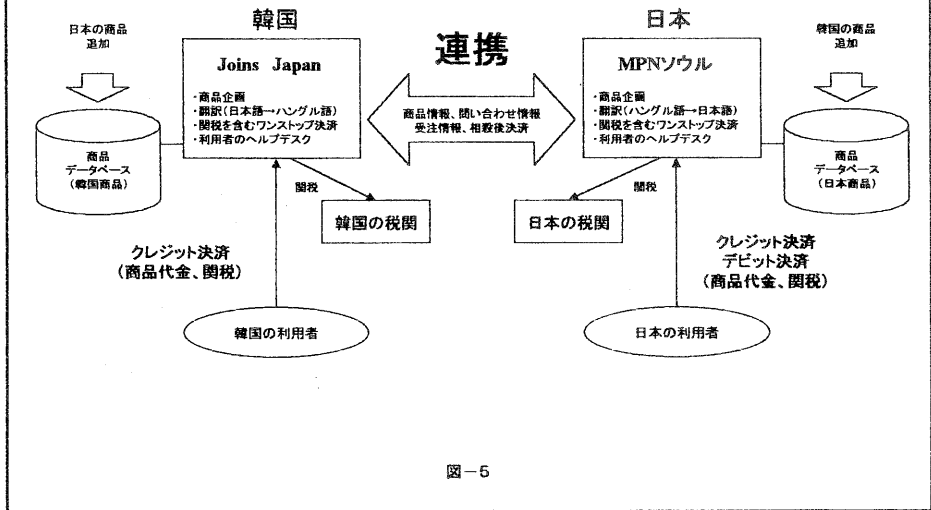 韓国
日本
日本の商品
追加
連携
韓国の商品
追加
Joins Japan
・商品企画
・翻訳(日本語→ハングル語)
・関税を含むワンストップ決済
・利用者のヘルプデスク
商品情報、問い合わせ情報
受注情報、相殺後決済
MPNソウル
・商品企画
・翻訳(ハングル語→日本語)
・関税を含むワンストップ決済
・利用者のヘルプデスク
商品
データベース
(韓国商品)
商品
データベース
(日本商品)
関税
関税
韓国の税関
日本の税関
クレジット決済
(商品代金、関税)
クレジット決済
デビット決済
(商品代金、関税)
韓国の利用者
日本の利用者
図-5